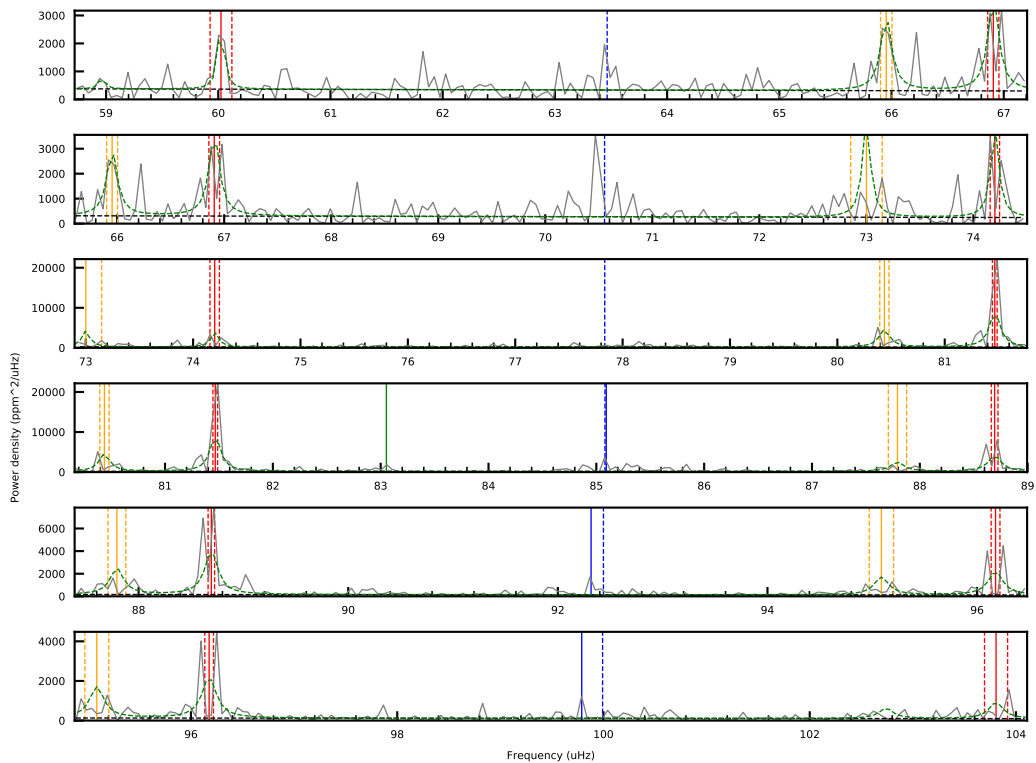 3000
2000
1000
0
59 60 61 62 63 64 65 66 67
3000
2000
1000
0
66 67 68 69 70 71 72 73 74
20000
10000
0
73 74 75 76 77 78 79 80 81
Power density (ppm^2/uHz)
20000
10000
0
81 82 83 84 85 86 87 88 89
6000
4000
2000
0
88 90 92 94 96
4000
2000
0
96 98 100 102 104
Frequency (uHz)